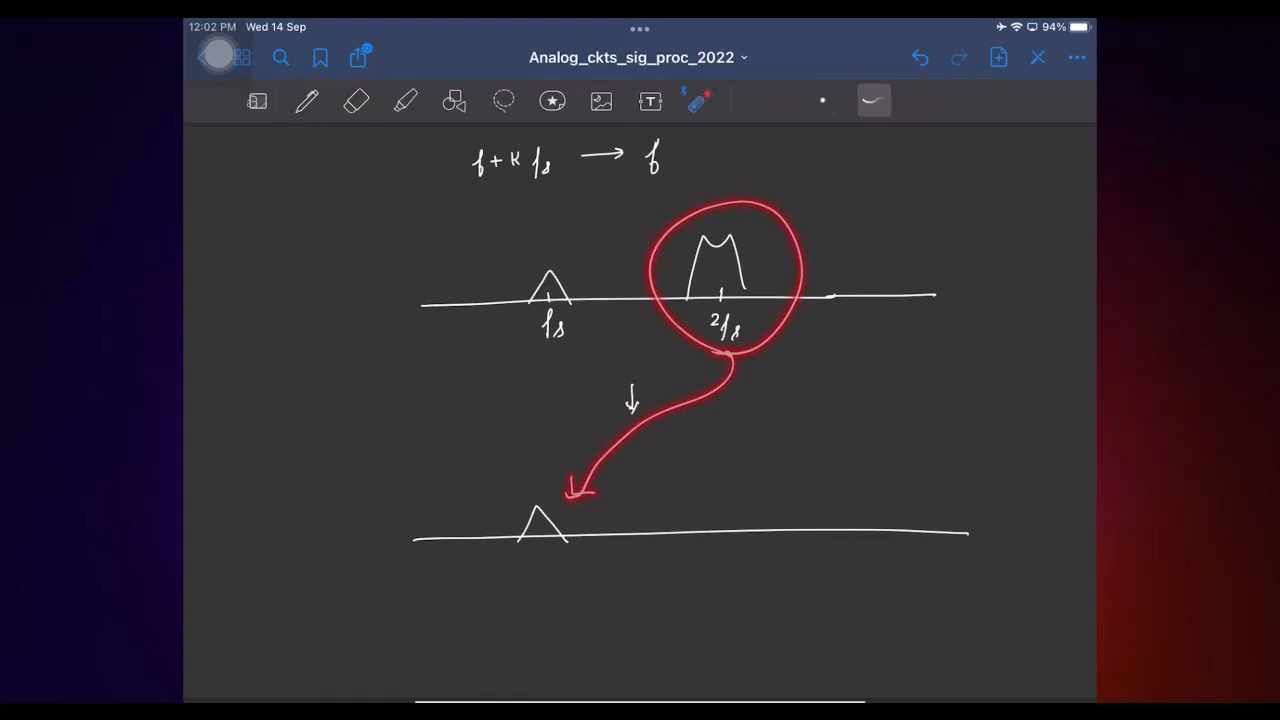 12:02 PM Wed 14 Sep
94%
Analog_ckts_sig_proc_2022
T
f + k fs → f
fs
2fs